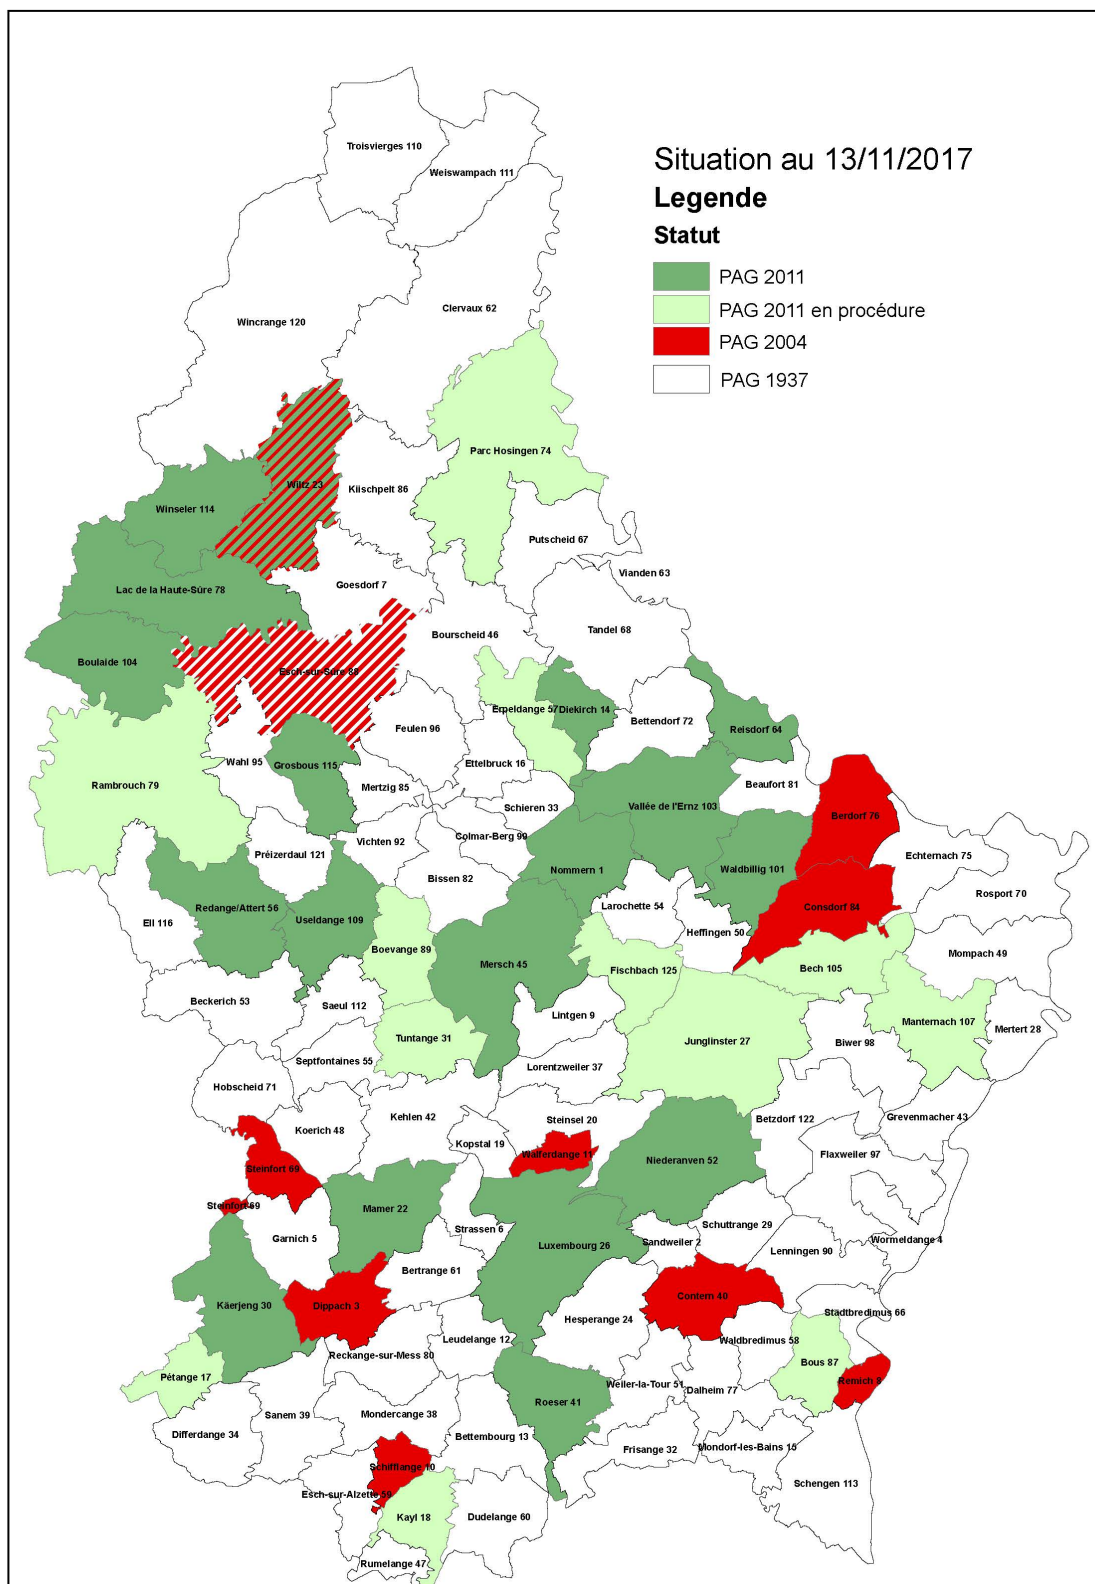 Situation au 13/11/2017
Legende
Statut
PAG 2011
PAG 2011 en procédure
PAG 2004
PAG 1937
Troisvierges 110
Weiswampach 111
Clervaux 62
Wincrange 120
Parc Hosingen 74
Wiltz 23
Kiischpelt 86
Winseler 114
Putscheid 67
Vianden 63
Goesdorf 7
Lac de la Haute-Sûre 78
Tandel 68
Bourscheid 46
Boulaide 104
Esch-sur-Sûre 88
Erpeldange 57
Diekirch 14
Bettendorf 72
Reisdorf 64
Feulen 96
Wahl 95
Grosbous 115
Ettelbruck 16
Rambrouch 79
Mertzig 85
Beaufort 81
Schieren 33
Vallée de l'Ernz 103
Berdorf 76
Colmar-Berg 99
Vichten 92
Préizerdaul 121
Echternach 75
Nommern 1
Waldbillig 101
Bissen 82
Rosport 70
Larochette 54
Consdorf 84
Redange/Attert 56
Useldange 109
Ell 116
Heffingen 50
Boevange 89
Mompach 49
Mersch 45
Fischbach 125
Bech 105
Beckerich 53
Saeul 112
Lintgen 9
Manternach 107
Mertert 28
Tuntange 31
Junglinster 27
Biwer 98
Septfontaines 55
Lorentzweiler 37
Hobscheid 71
Kehlen 42
Steinsel 20
Betzdorf 122
Grevenmacher 43
Koerich 48
Kopstal 19
Walferdange 11
Flaxweiler 97
Niederanven 52
Steinfort 69
Steinfort 69
Mamer 22
Strassen 6
Schuttrange 29
Garnich 5
Sandweiler 2
Wormeldange 4
Luxembourg 26
Lenningen 90
Bertrange 61
Contern 40
Käerjeng 30
Dippach 3
Stadtbredimus 66
Hesperange 24
Leudelange 12
Waldbredimus 58
Reckange-sur-Mess 80
Bous 87
Pétange 17
Remich 8
Weiler-la-Tour 51
Dalheim 77
Roeser 41
Sanem 39
Mondercange 38
Differdange 34
Bettembourg 13
Frisange 32
Mondorf-les-Bains 15
Schifflange 10
Schengen 113
Esch-sur-Alzette 59
Kayl 18
Dudelange 60
Rumelange 47